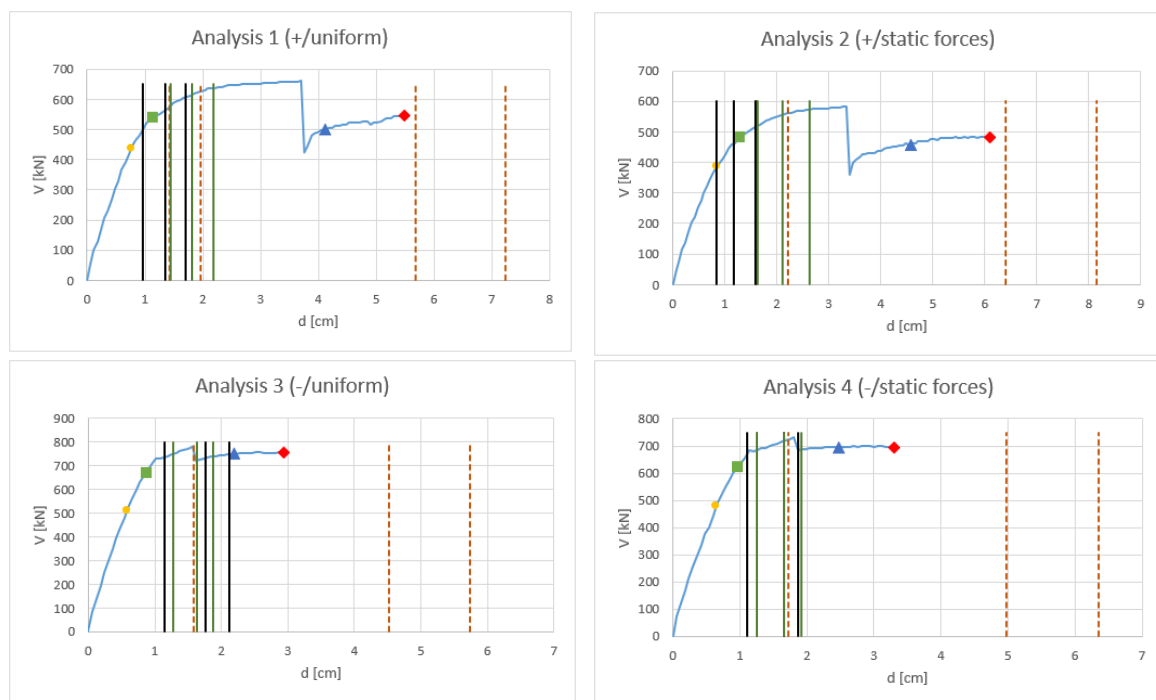 Analysis 1 (+/uniform)
V [kN]
700
600
500
400
300
200
100
0
0 1 2 3 4 5 6 7 8
d [cm]
Analysis 2 (+/static forces)
V [kN]
700
600
500
400
300
200
100
0
0 1 2 3 4 5 6 7 8 9
d [cm]
Analysis 3 (-/uniform)
V [kN]
900
800
700
600
500
400
300
200
100
0
0 1 2 3 4 5 6 7
d [cm]
Analysis 4 (-/static forces)
V [kN]
800
700
600
500
400
300
200
100
0
0 1 2 3 4 5 6 7
d [cm]